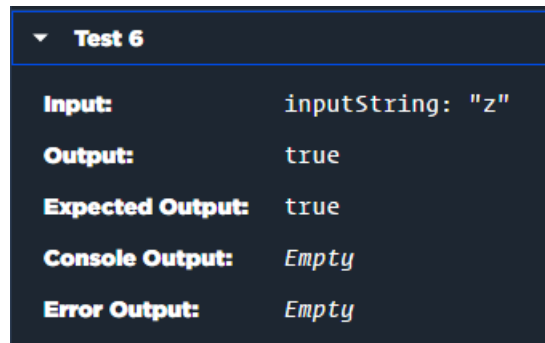 Test 6
Input: inputString: "z"
Output: true
Expected Output: true
Console Output: Empty
Error Output: Empty